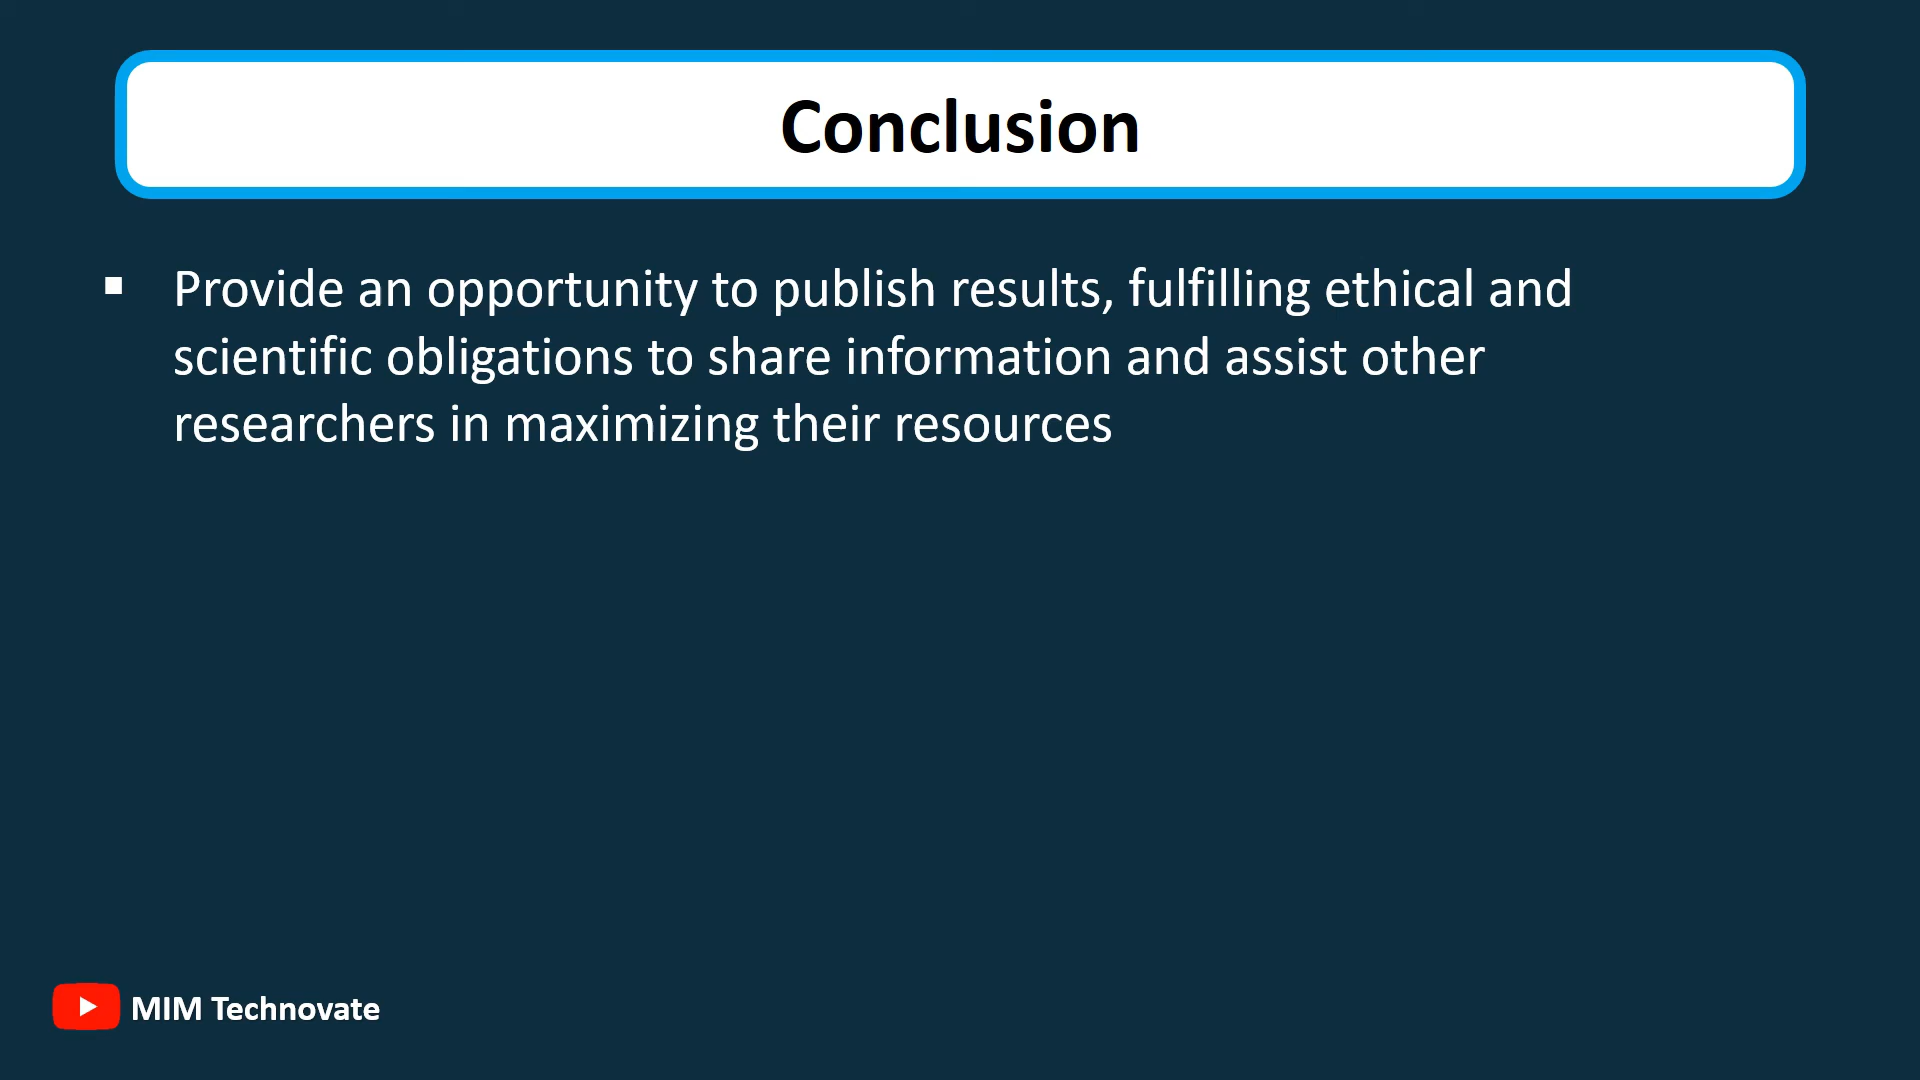 Conclusion
▪ Provide an opportunity to publish results, fulfilling ethical and
scientific obligations to share information and assist other
researchers in maximizing their resources
MIM Technovate